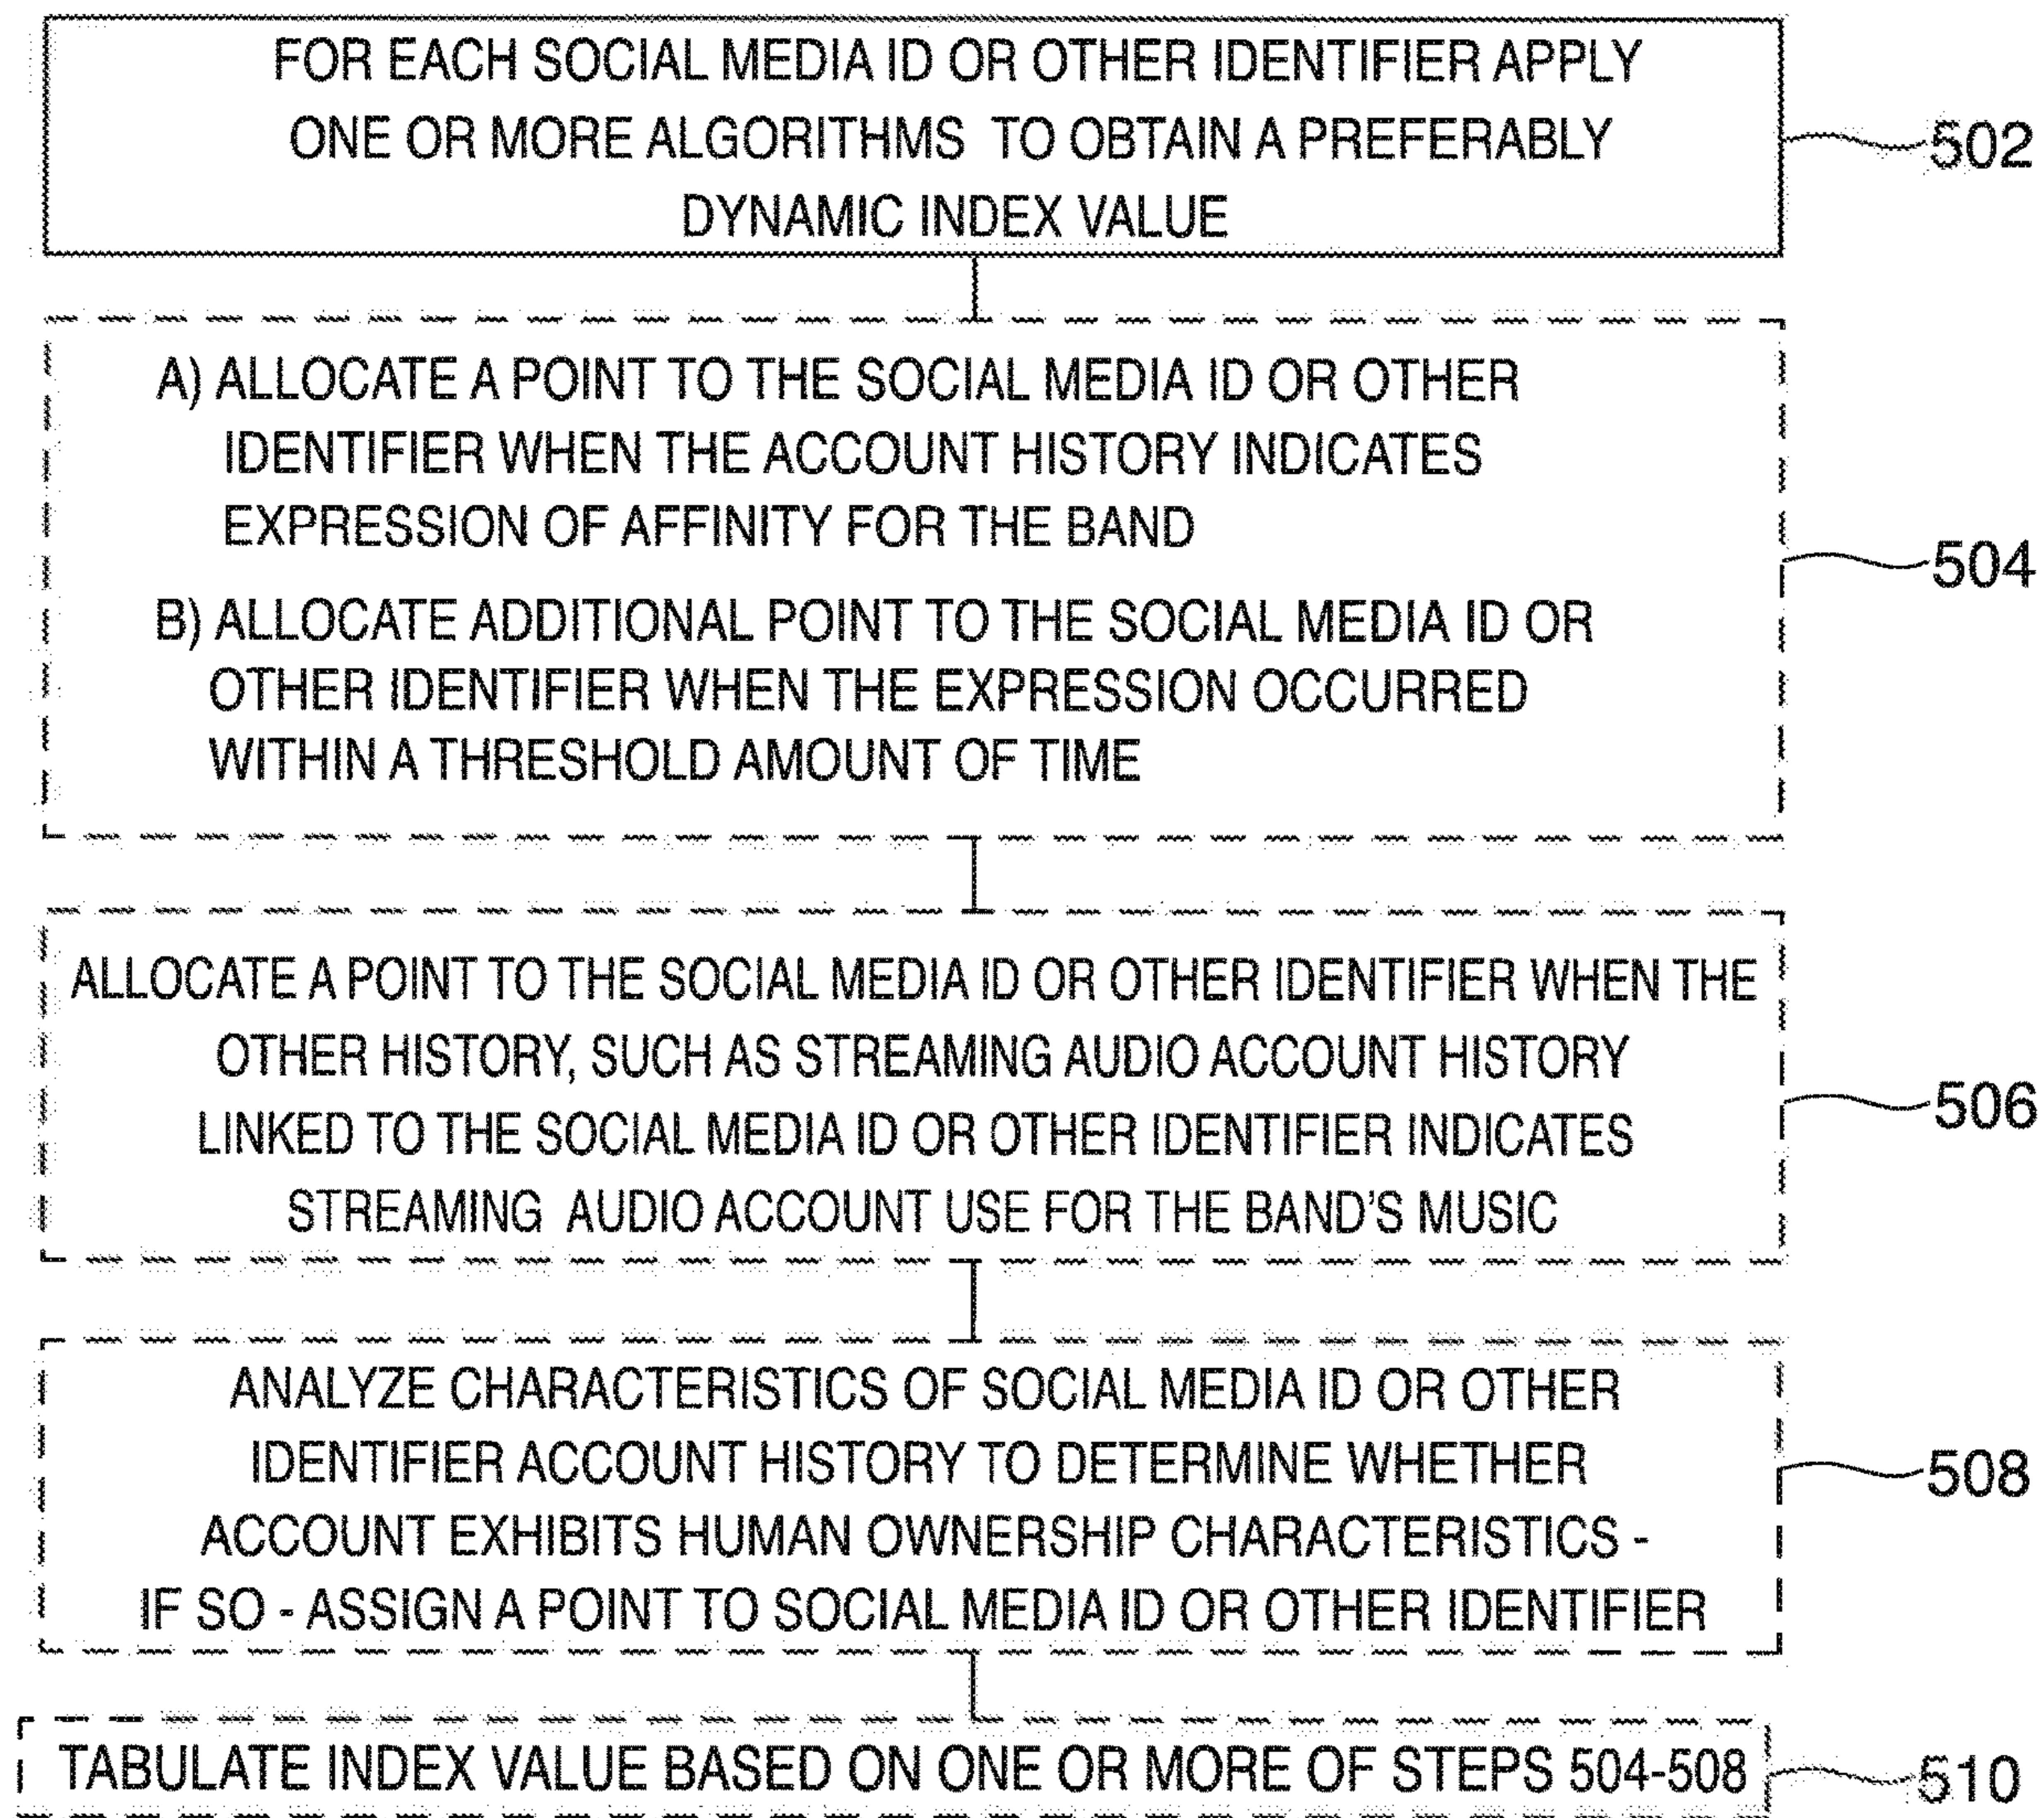 FOR EACH SOCIAL MEDIA ID OR OTHER IDENTIFIER APPLY
ONE OR MORE ALGORITHMS TO OBTAIN A PREFERABLY
DYNAMIC INDEX VALUE
502
A) ALLOCATE A POINT TO THE SOCIAL MEDIA ID OR OTHER
IDENTIFIER WHEN THE ACCOUNT HISTORY INDICATES
EXPRESSION OF AFFINITY FOR THE BAND
B) ALLOCATE ADDITIONAL POINT TO THE SOCIAL MEDIA ID OR
OTHER IDENTIFIER WHEN THE EXPRESSION OCCURRED
WITHIN A THRESHOLD AMOUNT OF TIME
504
ALLOCATE A POINT TO THE SOCIAL MEDIA ID OR OTHER IDENTIFIER WHEN THE
OTHER HISTORY, SUCH AS STREAMING AUDIO ACCOUNT HISTORY
LINKED TO THE SOCIAL MEDIA ID OR OTHER IDENTIFIER INDICATES
STREAMING AUDIO ACCOUNT USE FOR THE BAND'S MUSIC
506
ANALYZE CHARACTERISTICS OF SOCIAL MEDIA ID OR OTHER
IDENTIFIER ACCOUNT HISTORY TO DETERMINE WHETHER
ACCOUNT EXHIBITS HUMAN OWNERSHIP CHARACTERISTICS -
IF SO - ASSIGN A POINT TO SOCIAL MEDIA ID OR OTHER IDENTIFIER
508
TABULATE INDEX VALUE BASED ON ONE OR MORE OF STEPS 504-508
510